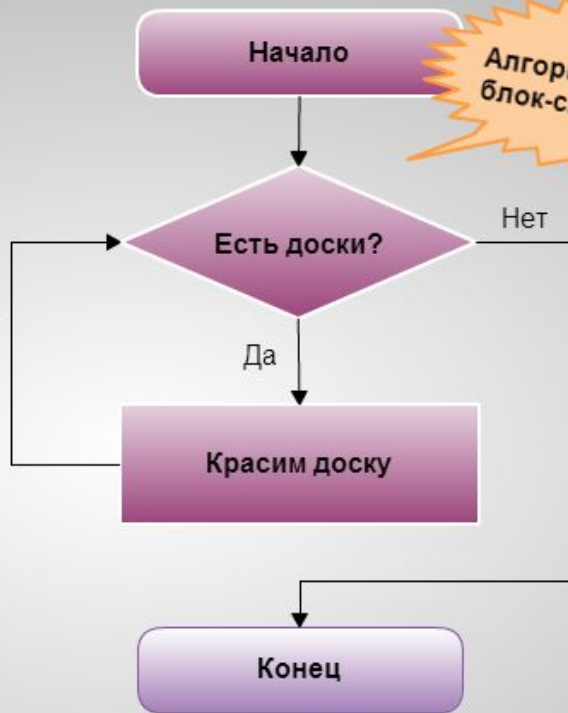 Начало
Есть доски?
Нет
Да
Красим доску
Конец